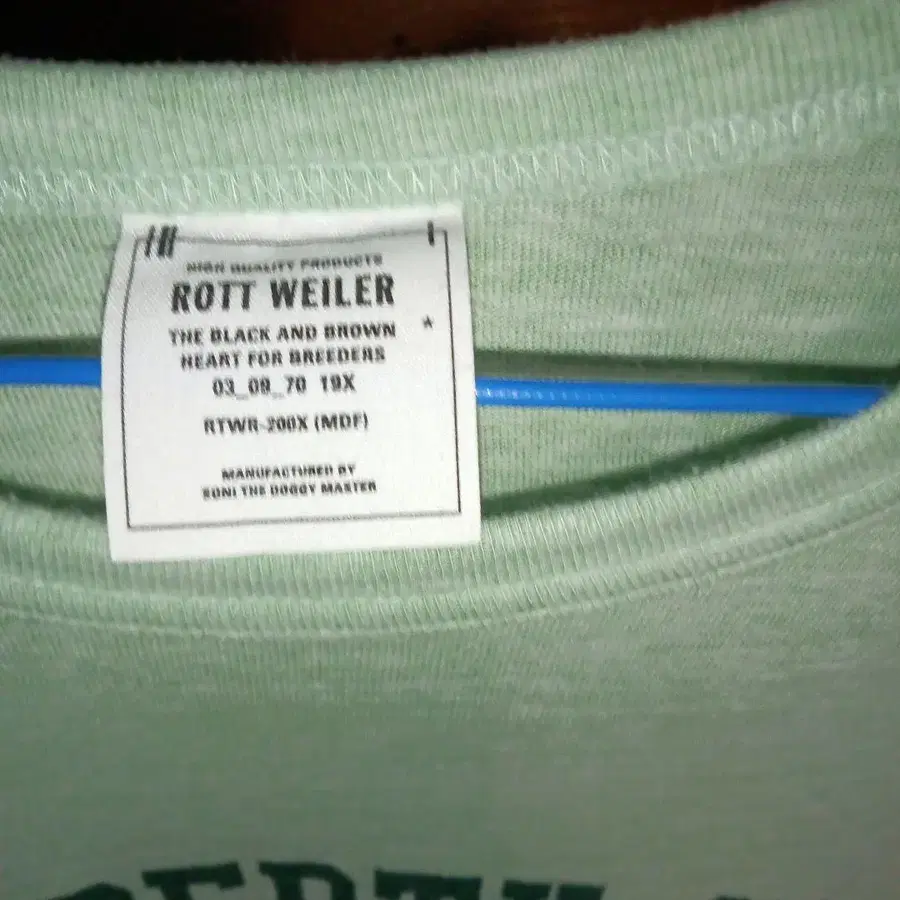 HIGH QUALITY PRODUCTS
ROTT WEILER
THE BLACK AND BROWN *
HEART FOR BREEDERS
03_09_70 19X
RTWR-200X (MDF)
MANUFACTURED BY
SONI THE DOGGY MASTER